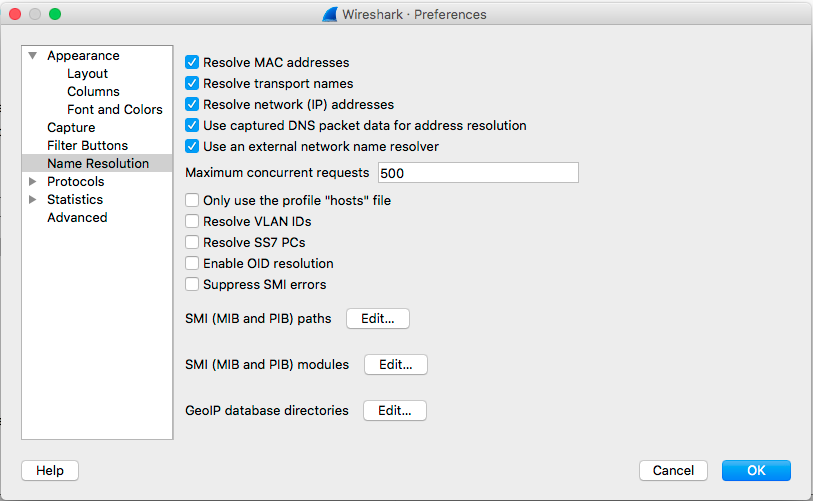 Wireshark · Preferences
Appearance
Layout
Columns
Font and Colors
Capture
Filter Buttons
Name Resolution
Protocols
Statistics
Advanced
Resolve MAC addresses
Resolve transport names
Resolve network (IP) addresses
Use captured DNS packet data for address resolution
Use an external network name resolver
Maximum concurrent requests 500
Only use the profile "hosts" file
Resolve VLAN IDs
Resolve SS7 PCs
Enable OID resolution
Suppress SMI errors
SMI (MIB and PIB) paths Edit...
SMI (MIB and PIB) modules Edit...
GeoIP database directories Edit...
Help Cancel OK